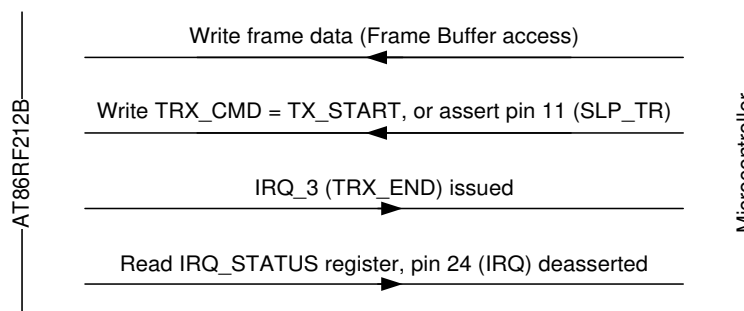 Write frame data (Frame Buffer access)
Write TRX_CMD = TX_START, or assert pin 11 (SLP_TR)
IRQ_3 (TRX_END) issued
Read IRQ_STATUS register, pin 24 (IRQ) deasserted
AT86RF212B
Microcontroller